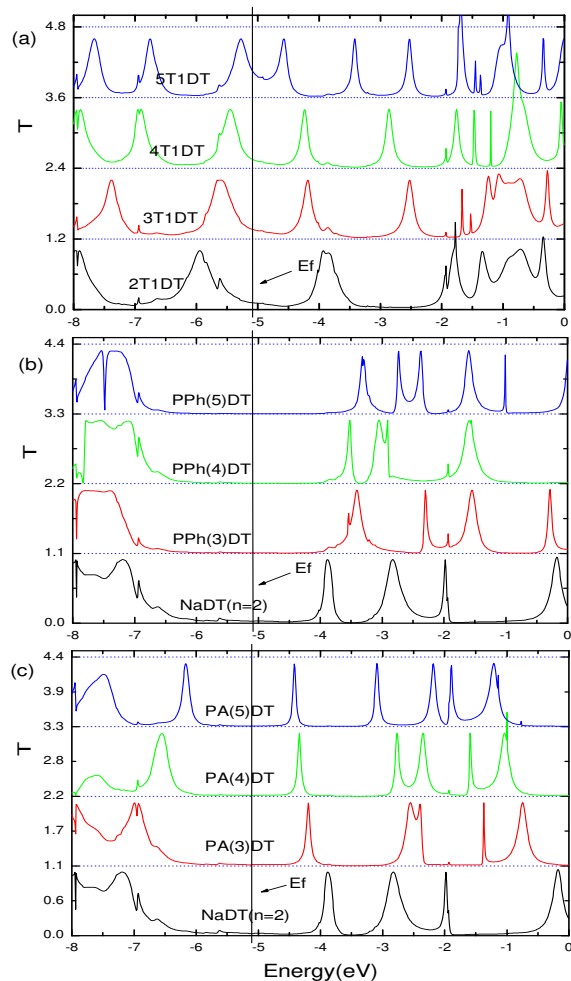 (a)
4.8
3.6
2.4
1.2
0.0
T
5T1DT
4T1DT
3T1DT
2T1DT
Ef
-8 -7 -6 -5 -4 -3 -2 -1 0
(b)
4.4
3.3
2.2
1.1
0.0
T
PPh(5)DT
PPh(4)DT
PPh(3)DT
NaDT(n=2)
Ef
-8 -7 -6 -5 -4 -3 -2 -1 0
(c)
4.4
3.9
3.3
2.8
2.2
1.7
1.1
0.6
0.0
T
PA(5)DT
PA(4)DT
PA(3)DT
NaDT(n=2)
Ef
-8 -7 -6 -5 -4 -3 -2 -1 0
Energy(eV)